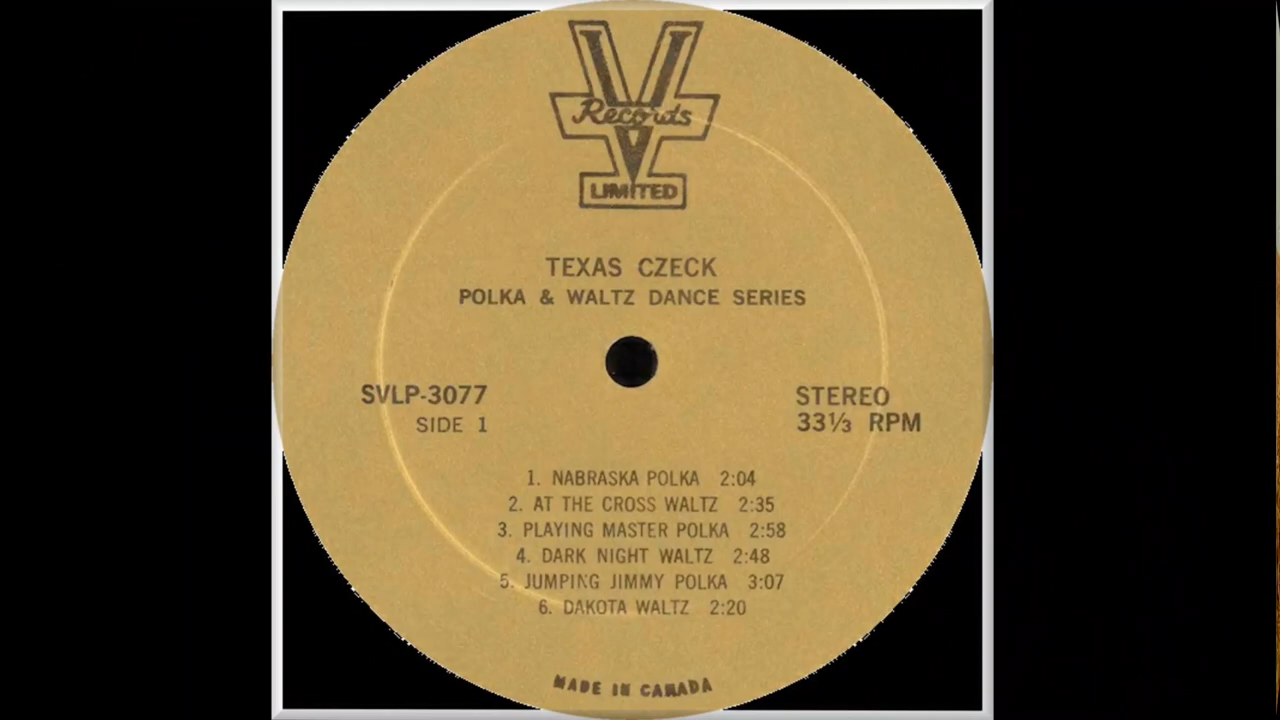 V
Records
LIMITED
TEXAS CZECK
POLKA & WALTZ DANCE SERIES
SVLP-3077
SIDE 1
STEREO
33⅓ RPM
1. NABRASKA POLKA 2:04
2. AT THE CROSS WALTZ 2:35
3. PLAYING MASTER POLKA 2:58
4. DARK NIGHT WALTZ 2:48
5. JUMPING JIMMY POLKA 3:07
6. DAKOTA WALTZ 2:20
MADE IN CANADA